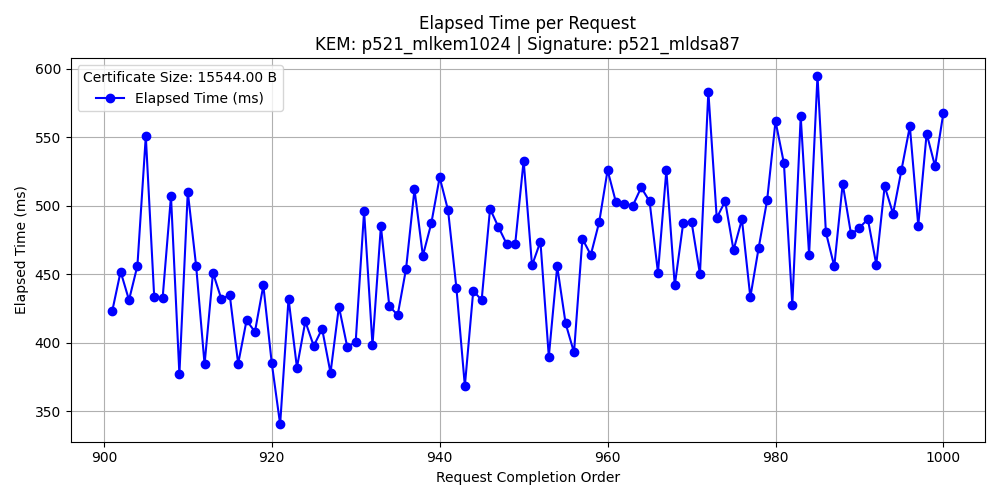 Elapsed Time per Request
KEM: p521_mlkem1024 | Signature: p521_mldsa87
Certificate Size: 15544.00 B
Elapsed Time (ms)
Elapsed Time (ms)
600
550
500
450
400
350
900
920
940
960
980
1000
Request Completion Order